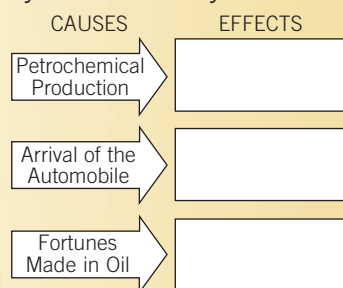 CAUSES EFFECTS
Petrochemical
Production
Arrival of the
Automobile
Fortunes
Made in Oil